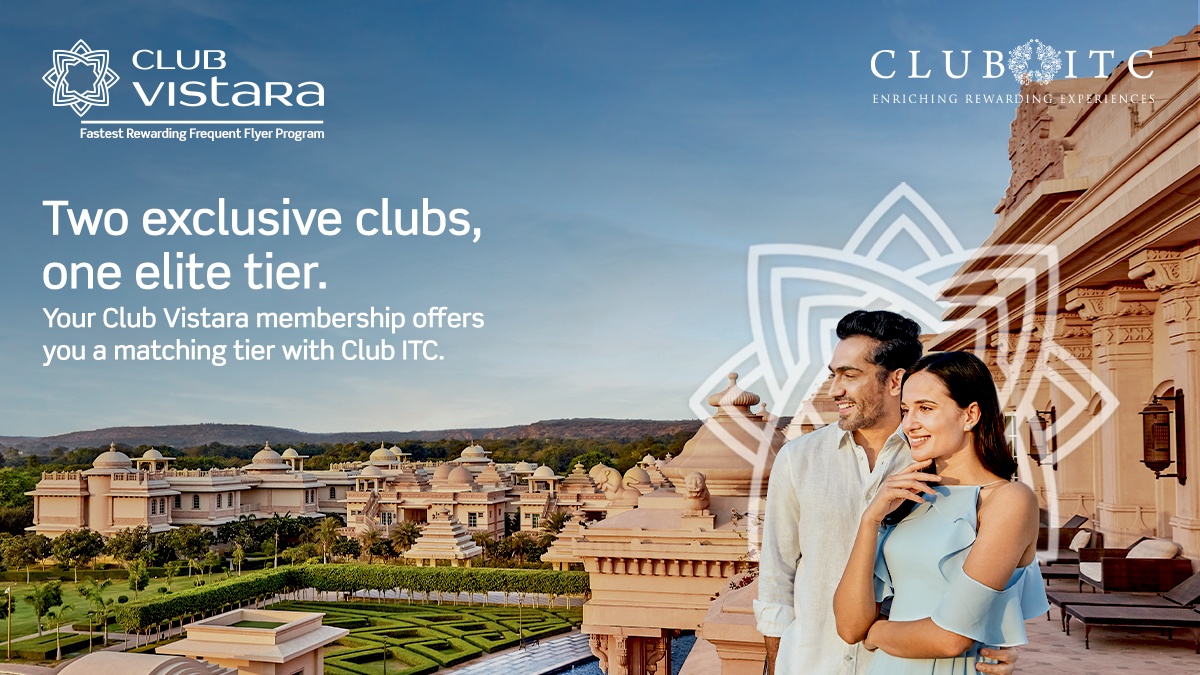 CLUB
VISTARA
Fastest Rewarding Frequent Flyer Program
CLUB ITC
ENRICHING REWARDING EXPERIENCES
Two exclusive clubs,
one elite tier.
Your Club Vistara membership offers
you a matching tier with Club ITC.